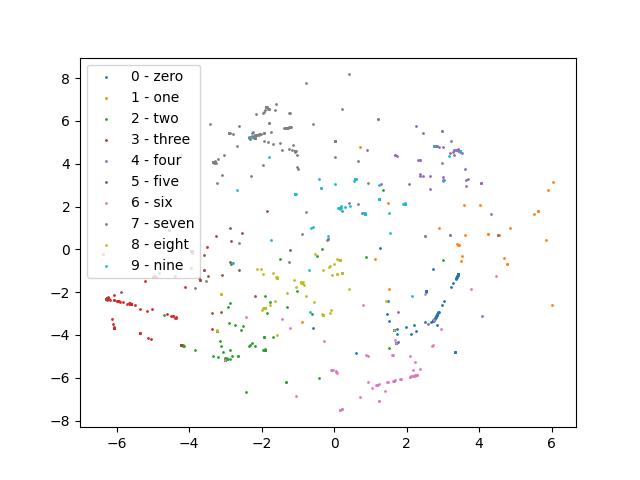 0 - zero
1 - one
2 - two
3 - three
4 - four
5 - five
6 - six
7 - seven
8 - eight
9 - nine
8
6
4
2
0
−2
−4
−6
−8
−6 −4 −2 0 2 4 6